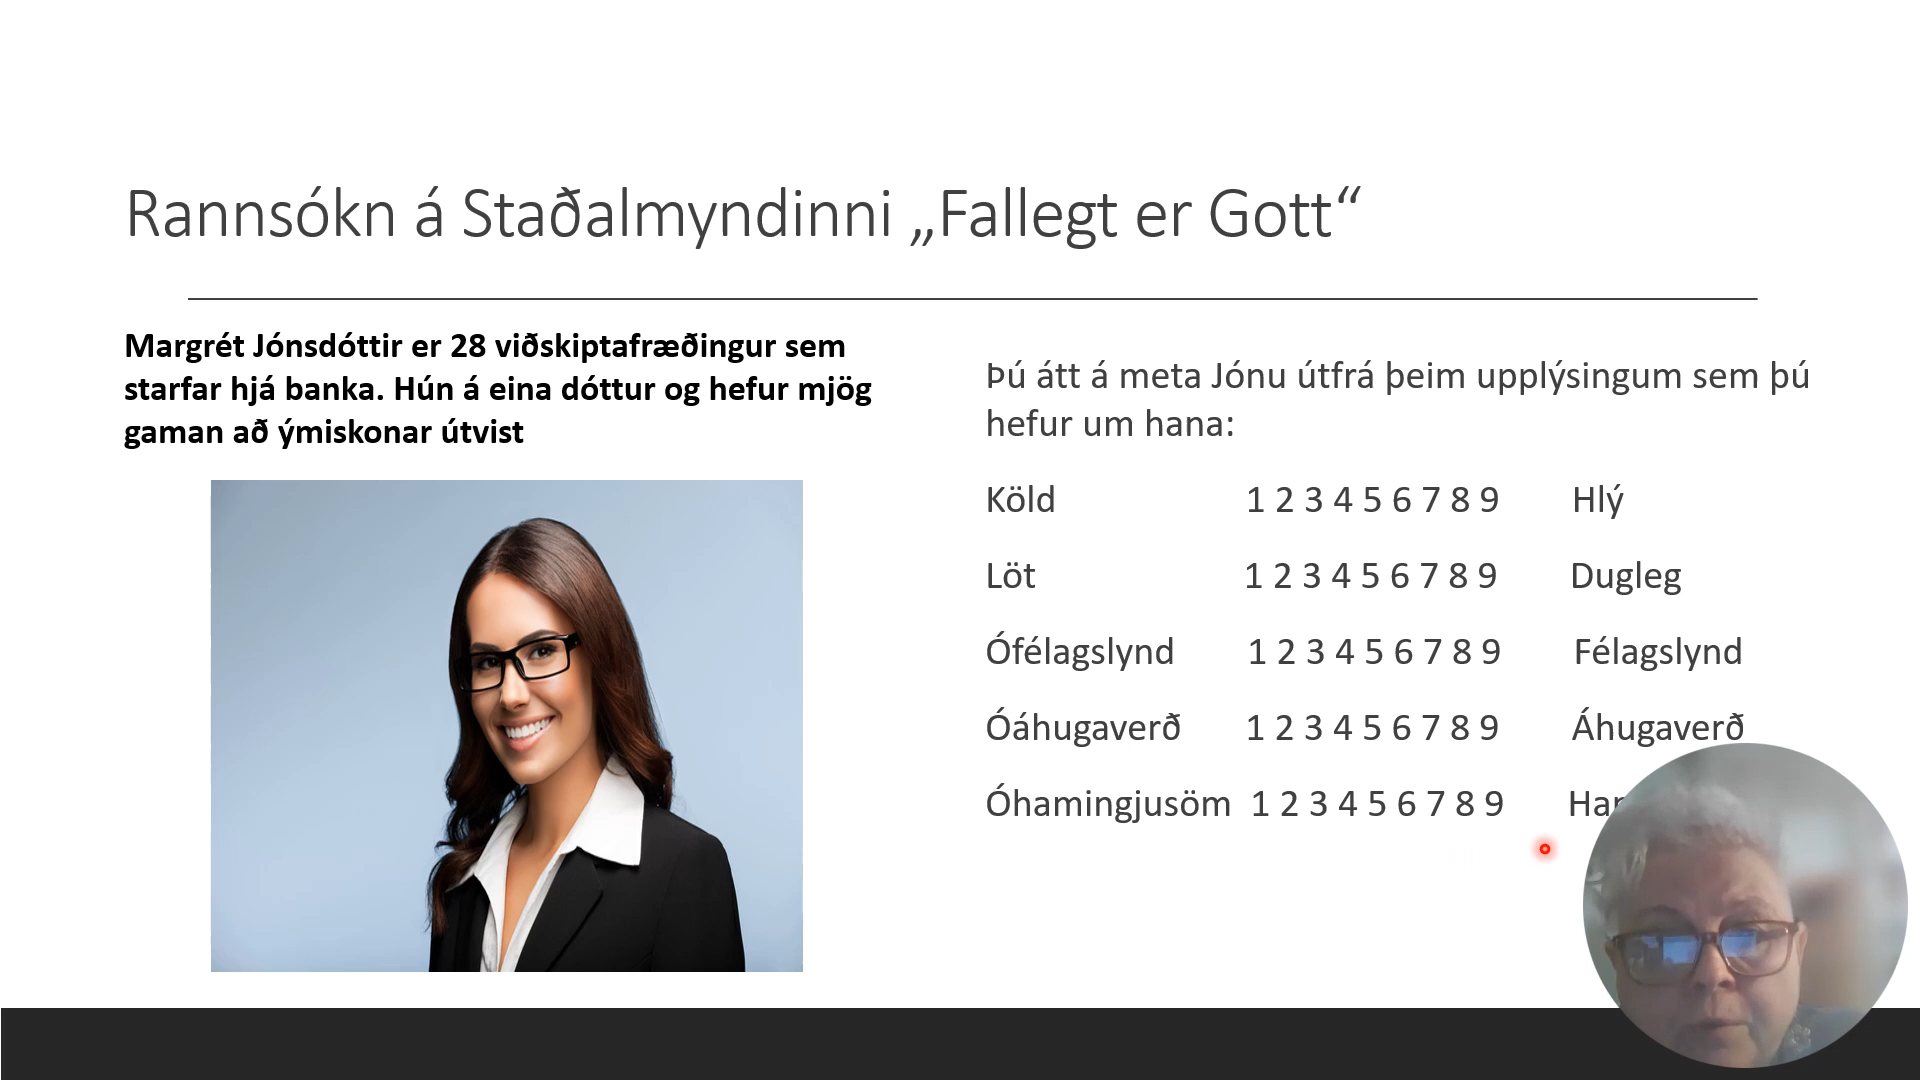 Rannsókn á Staðalmyndinni „Fallegt er Gott“
Margrét Jónsdóttir er 28 viðskiptafræðingur sem
starfar hjá banka. Hún á eina dóttur og hefur mjög
gaman að ýmiskonar útvist
Þú átt á meta Jónu útfrá þeim upplýsingum sem þú
hefur um hana:
Köld 1 2 3 4 5 6 7 8 9 Hlý
Löt 1 2 3 4 5 6 7 8 9 Dugleg
Ófélagslynd 1 2 3 4 5 6 7 8 9 Félagslynd
Óáhugaverð 1 2 3 4 5 6 7 8 9 Áhugaverð
Óhamingjusöm 1 2 3 4 5 6 7 8 9